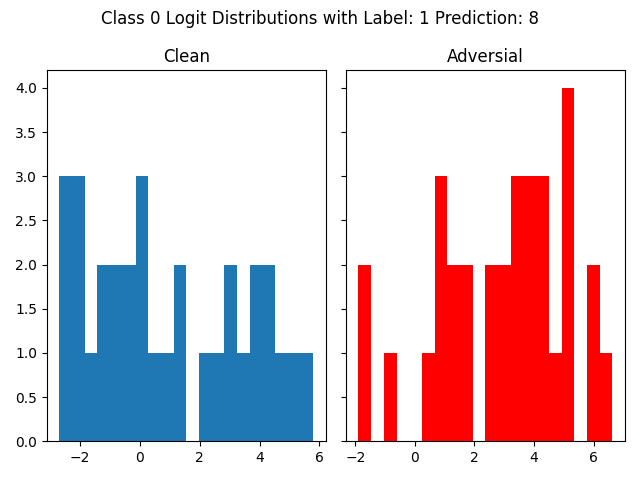 Class 0 Logit Distributions with Label: 1 Prediction: 8
Clean
Adversial
4.0
3.5
3.0
2.5
2.0
1.5
1.0
0.5
0.0
−2 0 2 4 6
−2 0 2 4 6